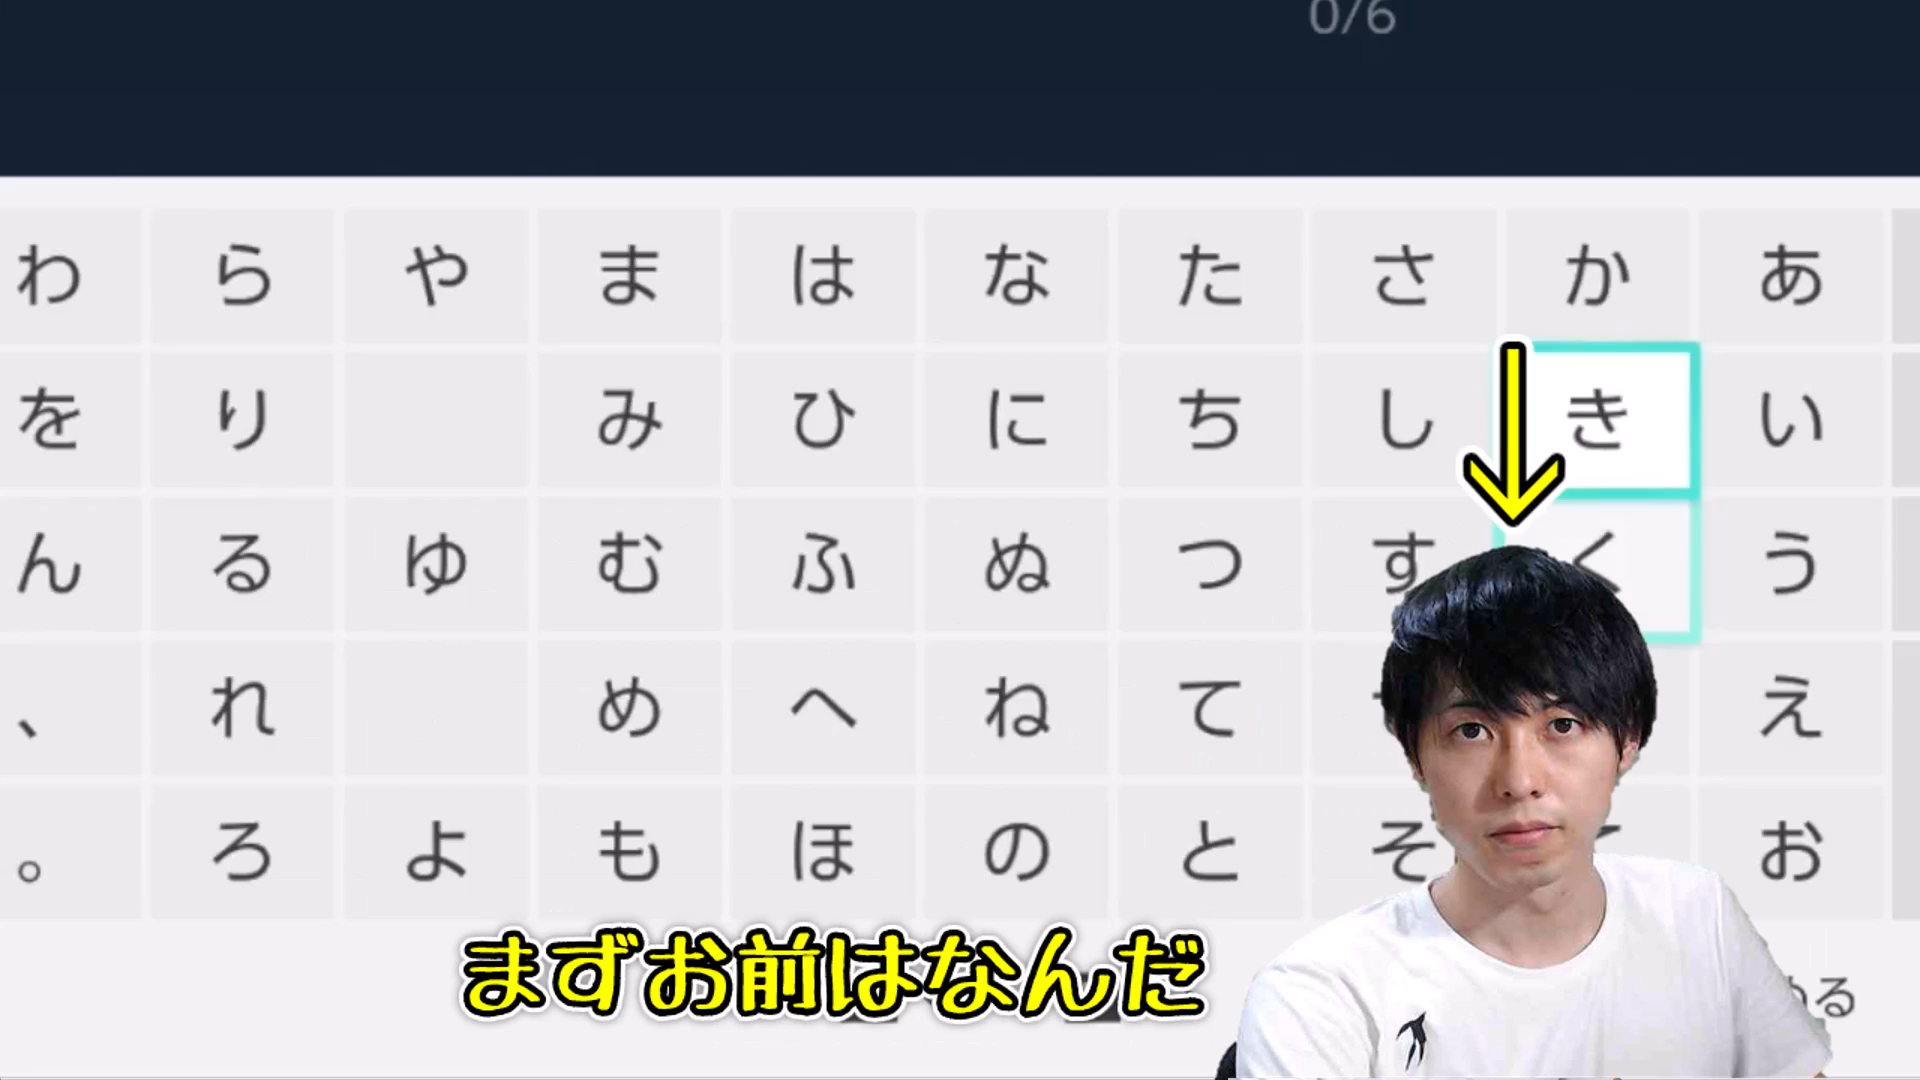 0/6
わ ら や ま は な た さ か あ
を り み ひ に ち し き い
ん る ゆ む ふ ぬ つ す く う
、 れ め へ ね て え
。 ろ よ も ほ の と そ お
まずお前はなんだ
る